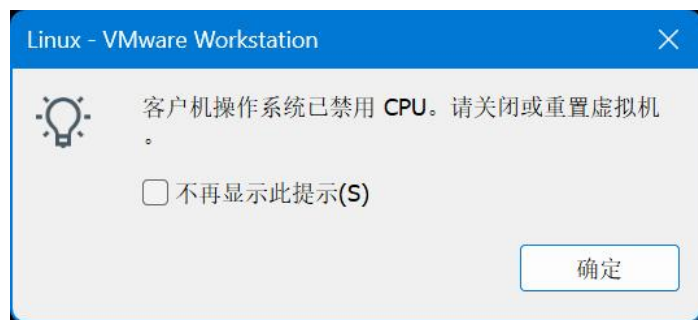 Linux - VMware Workstation
客户机操作系统已禁用 CPU。请关闭或重置虚拟机
。
不再显示此提示(S)
确定